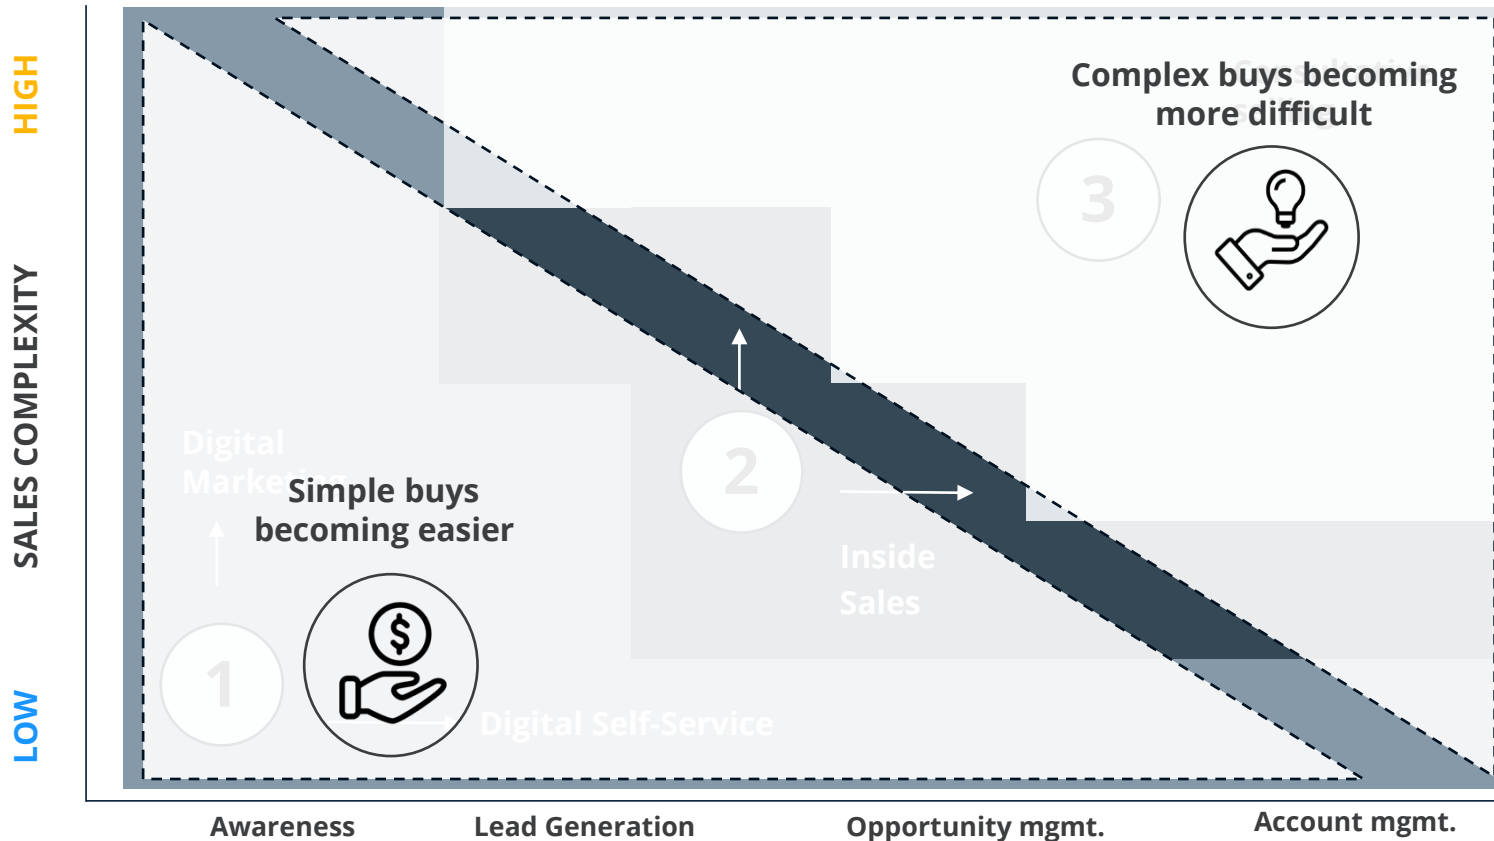 HIGH
SALES COMPLEXITY
LOW
Complex buys becoming
more difficult
3
2
Digital
Marketing
Simple buys
becoming easier
Inside
Sales
1
$
Digital Self-Service
Awareness
Lead Generation
Opportunity mgmt.
Account mgmt.